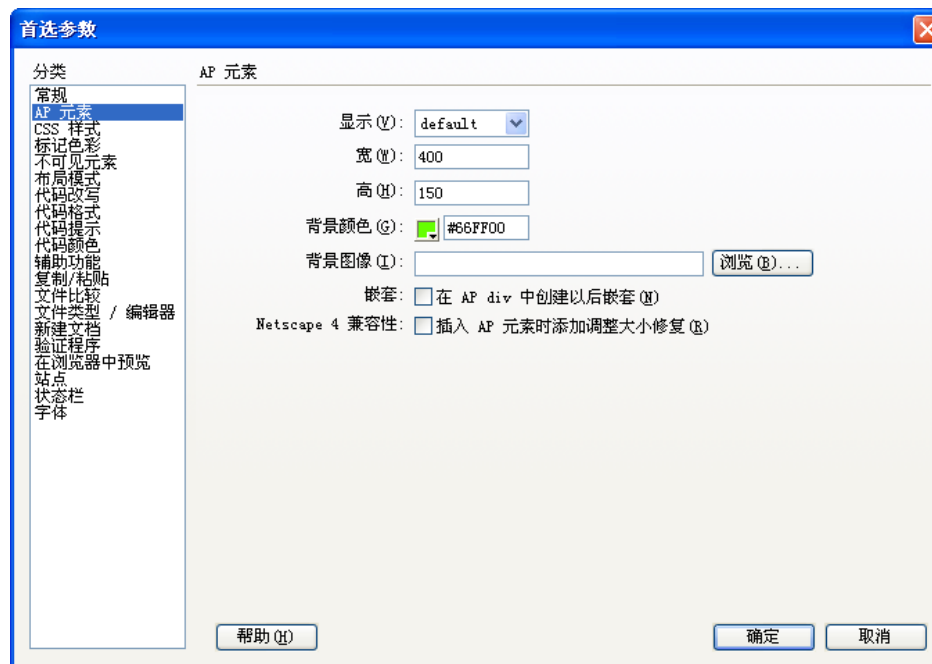 首选参数
分类
常规
AP 元素
CSS 样式
标记色彩
不可见元素
布局模式
代码改写
代码格式
代码提示
代码颜色
辅助功能
复制/粘贴
文件比较
文件类型 / 编辑器
新建文档
验证程序
在浏览器中预览
站点
状态栏
字体
AP 元素
显示(V): default
宽(W): 400
高(H): 150
背景颜色(G): #66FF00
背景图像(I): 浏览(B)...
嵌套: 在 AP div 中创建以后嵌套(N)
Netscape 4 兼容性: 插入 AP 元素时添加调整大小修复(R)
帮助(H) 确定 取消